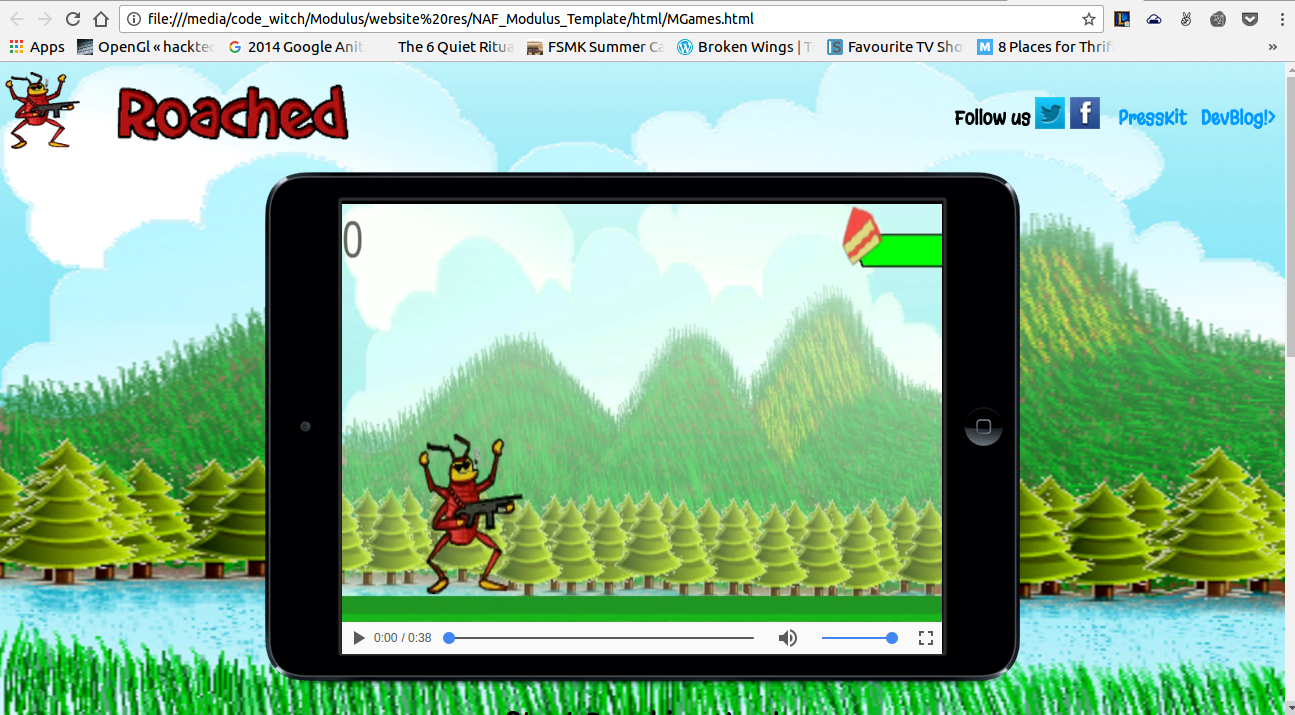 file:///media/code_witch/Modulus/website%20res/NAF_Modulus_Template/html/MGames.html
Apps OpenGl « hackte 2014 Google Anit The 6 Quiet Ritua FSMK Summer Ca Broken Wings | T Favourite TV Sho 8 Places for Thrif »
Roached
Follow us Presskit DevBlog!>
0
0:00 / 0:38